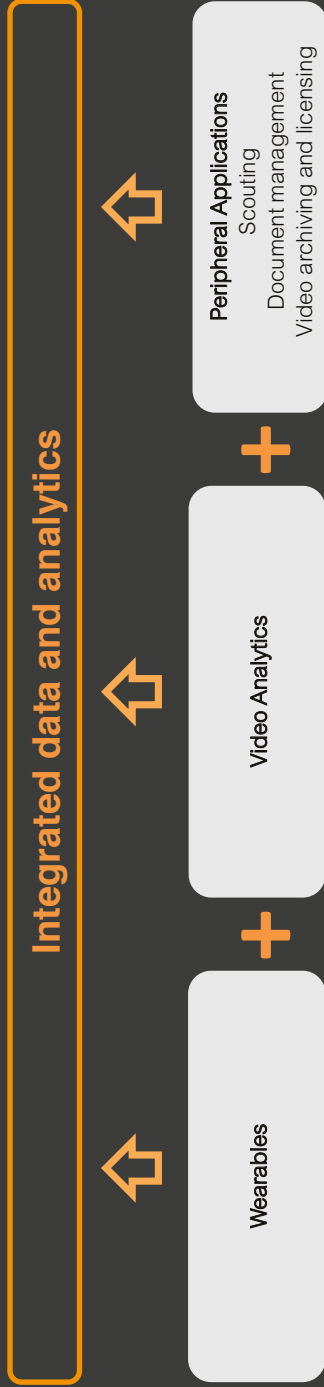 Integrated data and analytics
Wearables
Video Analytics
Peripheral Applications
Scouting
Document management
Video archiving and licensing